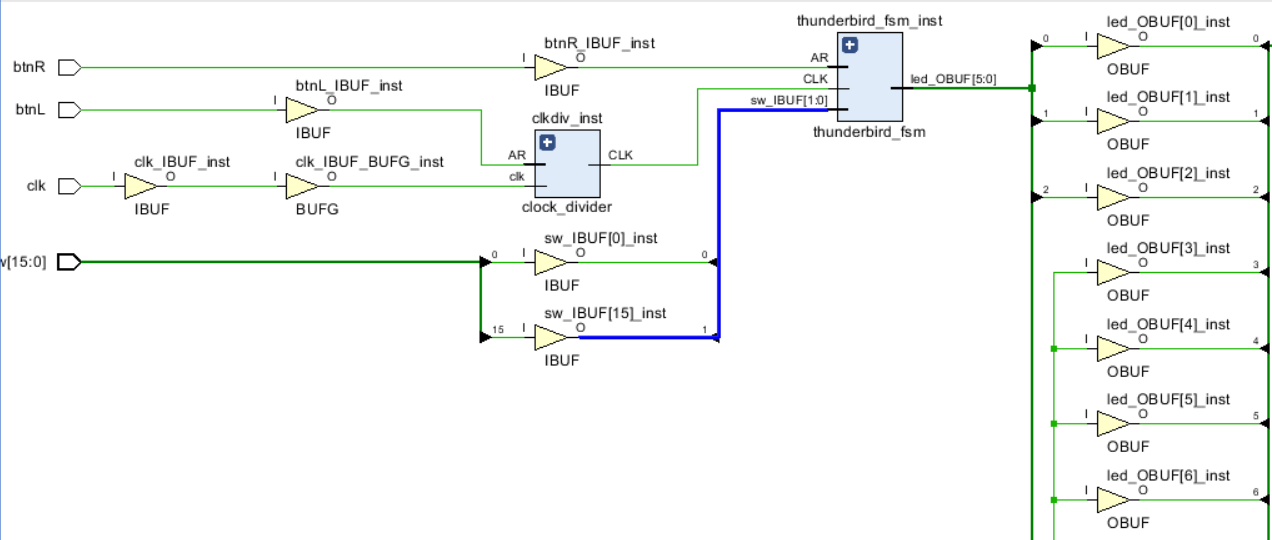 thunderbird_fsm_inst
led_OBUF[0]_inst
btnR_IBUF_inst
I
O
0
I
O
0
btnR
AR
OBUF
IBUF
CLK
led_OBUF[5:0]
btnL_IBUF_inst
I
O
sw_IBUF[1:0]
led_OBUF[1]_inst
btnL
1
I
O
1
IBUF
clkdiv_inst
thunderbird_fsm
OBUF
clk_IBUF_inst
clk_IBUF_BUFG_inst
AR
CLK
led_OBUF[2]_inst
clk
I
O
I
O
clk
2
I
O
2
IBUF
BUFG
clock_divider
OBUF
sw_IBUF[0]_inst
led_OBUF[3]_inst
[15:0]
0
I
O
0
I
O
3
IBUF
OBUF
sw_IBUF[15]_inst
led_OBUF[4]_inst
15
I
O
1
I
O
4
IBUF
OBUF
led_OBUF[5]_inst
I
O
5
OBUF
led_OBUF[6]_inst
I
O
6
OBUF